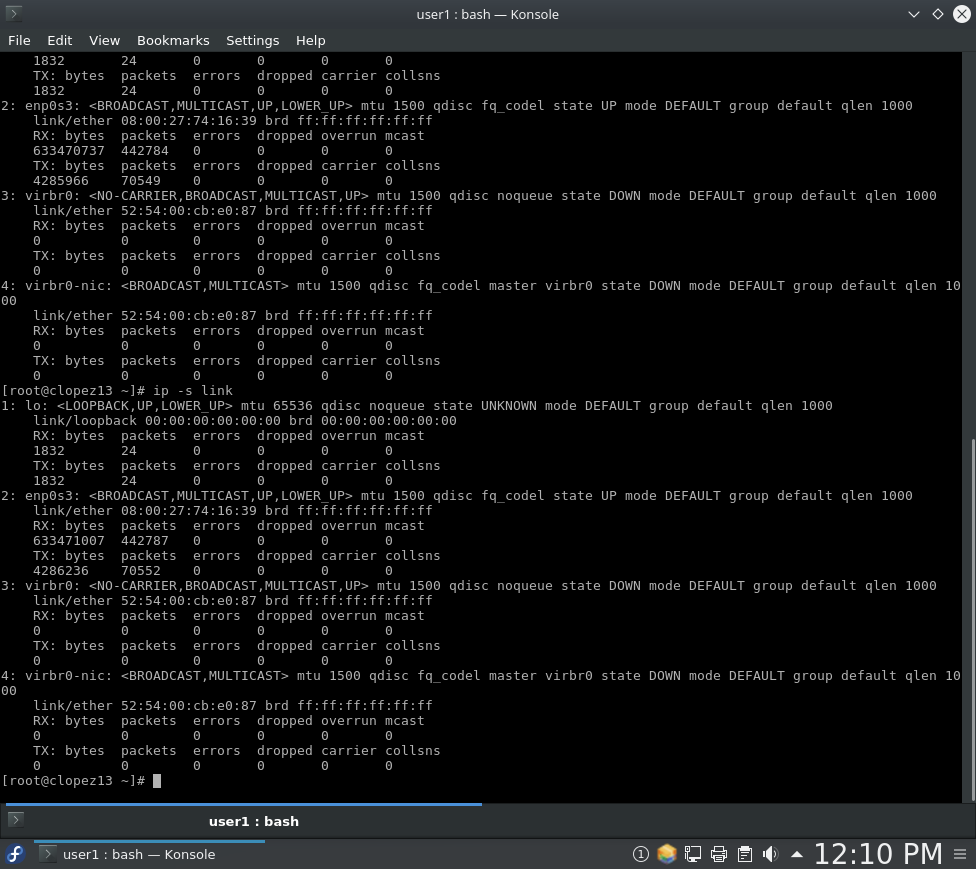 user1 : bash — Konsole
File Edit View Bookmarks Settings Help
1832 24 0 0 0 0
TX: bytes packets errors dropped carrier collsns
1832 24 0 0 0 0
2: enp0s3: <BROADCAST,MULTICAST,UP,LOWER_UP> mtu 1500 qdisc fq_codel state UP mode DEFAULT group default qlen 1000
link/ether 08:00:27:74:16:39 brd ff:ff:ff:ff:ff:ff
RX: bytes packets errors dropped overrun mcast
633470737 442784 0 0 0 0
TX: bytes packets errors dropped carrier collsns
4285966 70549 0 0 0 0
3: virbr0: <NO-CARRIER,BROADCAST,MULTICAST,UP> mtu 1500 qdisc noqueue state DOWN mode DEFAULT group default qlen 1000
link/ether 52:54:00:cb:e0:87 brd ff:ff:ff:ff:ff:ff
RX: bytes packets errors dropped overrun mcast
0 0 0 0 0 0
TX: bytes packets errors dropped carrier collsns
0 0 0 0 0 0
4: virbr0-nic: <BROADCAST,MULTICAST> mtu 1500 qdisc fq_codel master virbr0 state DOWN mode DEFAULT group default qlen 10
00
link/ether 52:54:00:cb:e0:87 brd ff:ff:ff:ff:ff:ff
RX: bytes packets errors dropped overrun mcast
0 0 0 0 0 0
TX: bytes packets errors dropped carrier collsns
0 0 0 0 0 0
[root@clopez13 ~]# ip -s link
1: lo: <LOOPBACK,UP,LOWER_UP> mtu 65536 qdisc noqueue state UNKNOWN mode DEFAULT group default qlen 1000
link/loopback 00:00:00:00:00:00 brd 00:00:00:00:00:00
RX: bytes packets errors dropped overrun mcast
1832 24 0 0 0 0
TX: bytes packets errors dropped carrier collsns
1832 24 0 0 0 0
2: enp0s3: <BROADCAST,MULTICAST,UP,LOWER_UP> mtu 1500 qdisc fq_codel state UP mode DEFAULT group default qlen 1000
link/ether 08:00:27:74:16:39 brd ff:ff:ff:ff:ff:ff
RX: bytes packets errors dropped overrun mcast
633471007 442787 0 0 0 0
TX: bytes packets errors dropped carrier collsns
4286236 70552 0 0 0 0
3: virbr0: <NO-CARRIER,BROADCAST,MULTICAST,UP> mtu 1500 qdisc noqueue state DOWN mode DEFAULT group default qlen 1000
link/ether 52:54:00:cb:e0:87 brd ff:ff:ff:ff:ff:ff
RX: bytes packets errors dropped overrun mcast
0 0 0 0 0 0
TX: bytes packets errors dropped carrier collsns
0 0 0 0 0 0
4: virbr0-nic: <BROADCAST,MULTICAST> mtu 1500 qdisc fq_codel master virbr0 state DOWN mode DEFAULT group default qlen 10
00
link/ether 52:54:00:cb:e0:87 brd ff:ff:ff:ff:ff:ff
RX: bytes packets errors dropped overrun mcast
0 0 0 0 0 0
TX: bytes packets errors dropped carrier collsns
0 0 0 0 0 0
[root@clopez13 ~]#
user1 : bash
user1 : bash — Konsole 1 12:10 PM